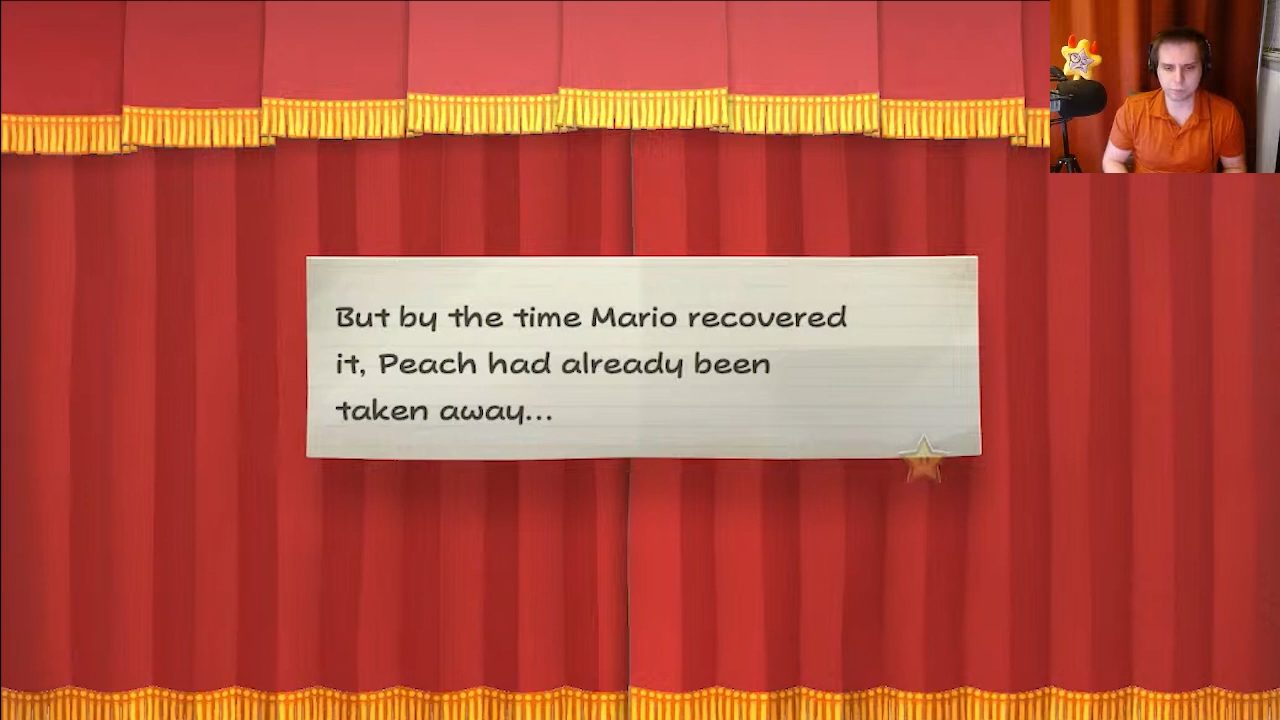 But by the time Mario recovered
it, Peach had already been
taken away...